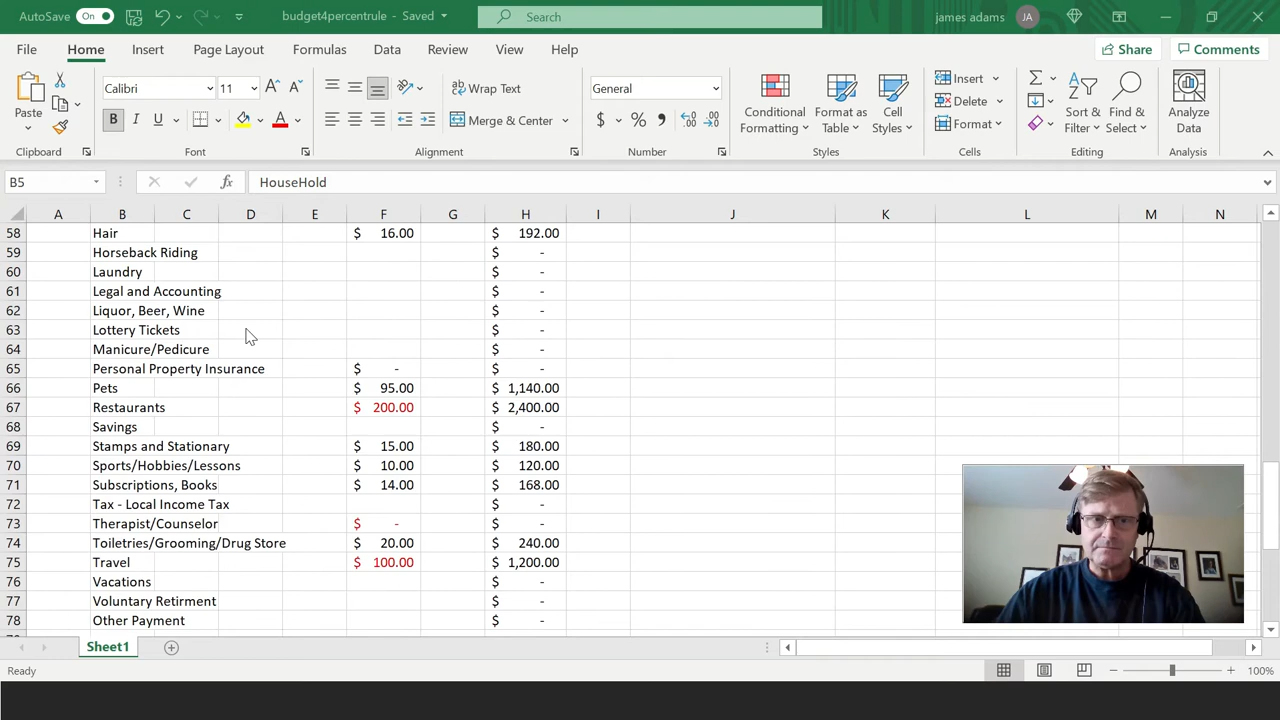 AutoSave On budget4percentrule - Saved Search james adams JA
File Home Insert Page Layout Formulas Data Review View Help Share Comments
Paste Calibri 11 Wrap Text General Conditional Formatting Format as Table Cell Styles Insert Sort & Filter Find & Select Analyze Data
B I U Merge & Center $ % Delete
Format
Clipboard Font Alignment Number Styles Cells Editing Analysis
B5 fx HouseHold
A B C D E F G H I J K L M N
58 Hair $ 16.00 $ 192.00
59 Horseback Riding $ -
60 Laundry $ -
61 Legal and Accounting $ -
62 Liquor, Beer, Wine $ -
63 Lottery Tickets $ -
64 Manicure/Pedicure $ -
65 Personal Property Insurance $ - $ -
66 Pets $ 95.00 $ 1,140.00
67 Restaurants $ 200.00 $ 2,400.00
68 Savings $ -
69 Stamps and Stationary $ 15.00 $ 180.00
70 Sports/Hobbies/Lessons $ 10.00 $ 120.00
71 Subscriptions, Books $ 14.00 $ 168.00
72 Tax - Local Income Tax $ -
73 Therapist/Counselor $ - $ -
74 Toiletries/Grooming/Drug Store $ 20.00 $ 240.00
75 Travel $ 100.00 $ 1,200.00
76 Vacations $ -
77 Voluntary Retirment $ -
78 Other Payment $ -
Sheet1
Ready 100%